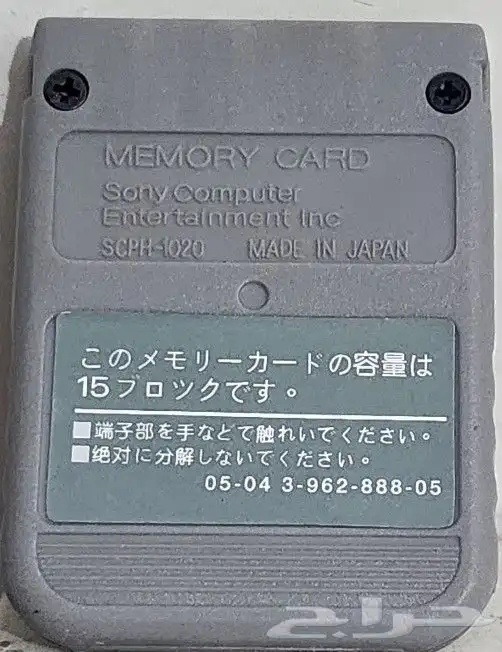 MEMORY CARD
Sony Computer
Entertainment Inc
SCPH-1020 MADE IN JAPAN
このメモリーカードの容量は
15ブロックです。
■端子部を手などで触れいでください。
■绝対に分解しないてください。
05-04 3-962-888-05
حراج